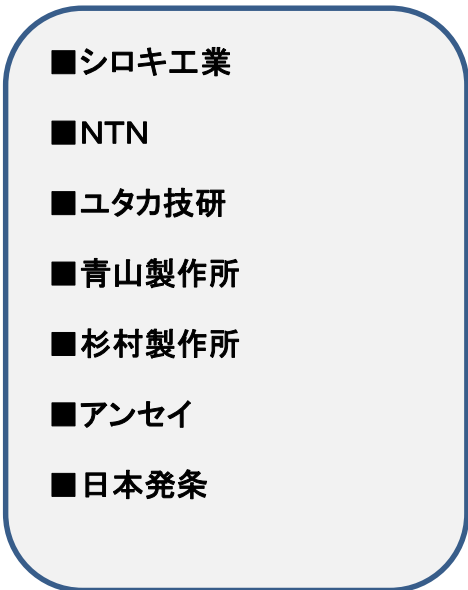 ■シロキ工業
■NTN
■ユタカ技研
■青山製作所
■杉村製作所
■アンセイ
■日本発条